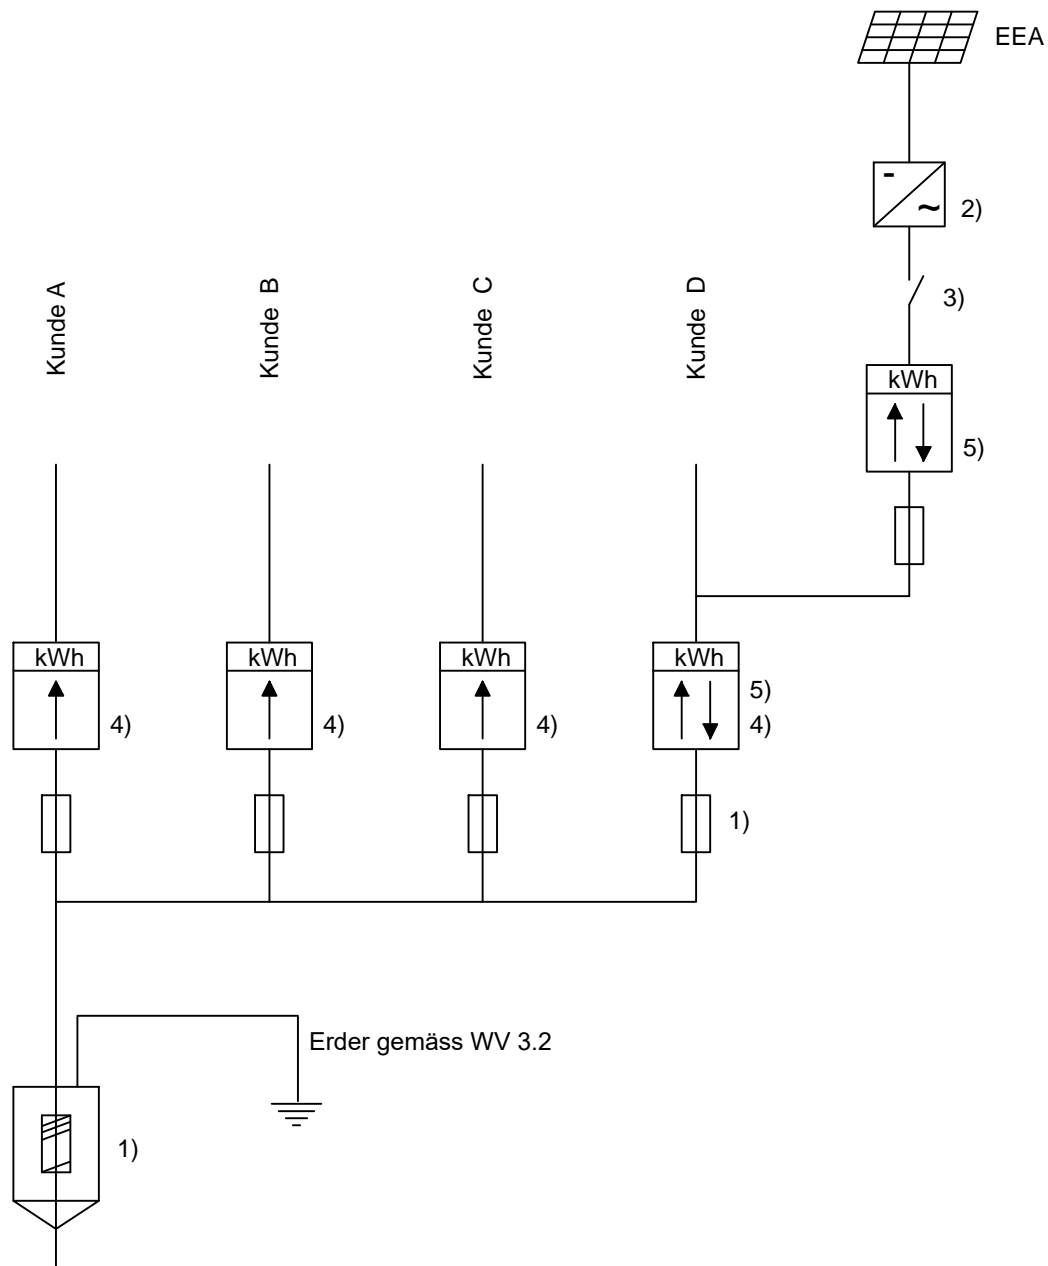 EEA
-
~
2)
3)
Kunde A
Kunde B
Kunde C
Kunde D
kWh
5)
kWh
4)
kWh
4)
kWh
4)
kWh
5)
4)
1)
Erder gemäss WV 3.2
1)